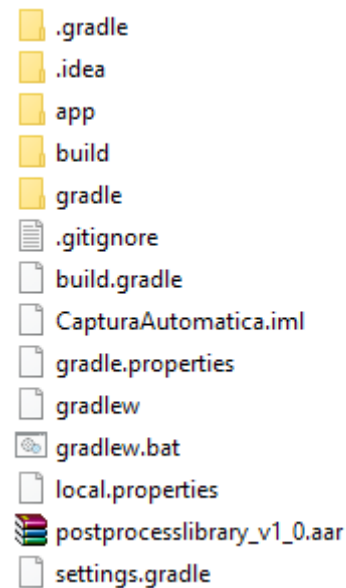 .gradle
.idea
app
build
gradle
.gitignore
build.gradle
CapturaAutomatica.iml
gradle.properties
gradlew
gradlew.bat
local.properties
postprocesslibrary_v1_0.aar
settings.gradle